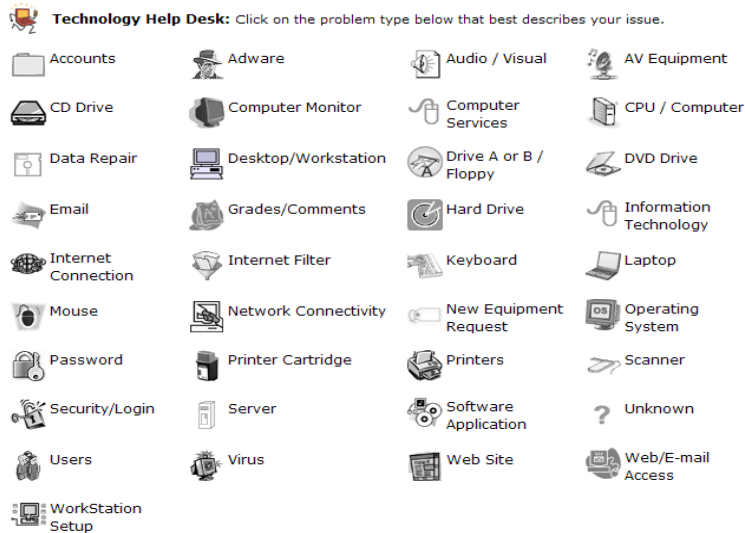 Technology Help Desk: Click on the problem type below that best describes your issue.
Accounts
Adware
Audio / Visual
AV Equipment
CD Drive
Computer Monitor
Computer
Services
CPU / Computer
Data Repair
Desktop/Workstation
Drive A or B /
Floppy
DVD Drive
Email
Grades/Comments
Hard Drive
Information
Technology
Internet
Connection
Internet Filter
Keyboard
Laptop
Mouse
Network Connectivity
New Equipment
Request
OS
Operating
System
Password
Printer Cartridge
Printers
Scanner
Security/Login
Server
Software
Application
?
Unknown
Users
Virus
Web Site
Web/E-mail
Access
WorkStation
Setup